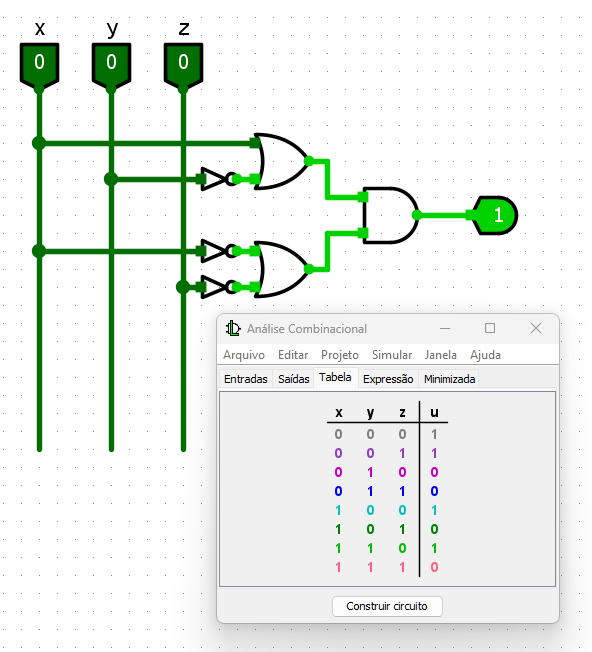 x y z
0 0 0
1
Análise Combinacional
Arquivo Editar Projeto Simular Janela Ajuda
Entradas Saídas Tabela Expressão Minimizada
x y z u
0 0 0 1
0 0 1 1
0 1 0 0
0 1 1 0
1 0 0 1
1 0 1 0
1 1 0 1
1 1 1 0
Construir circuito